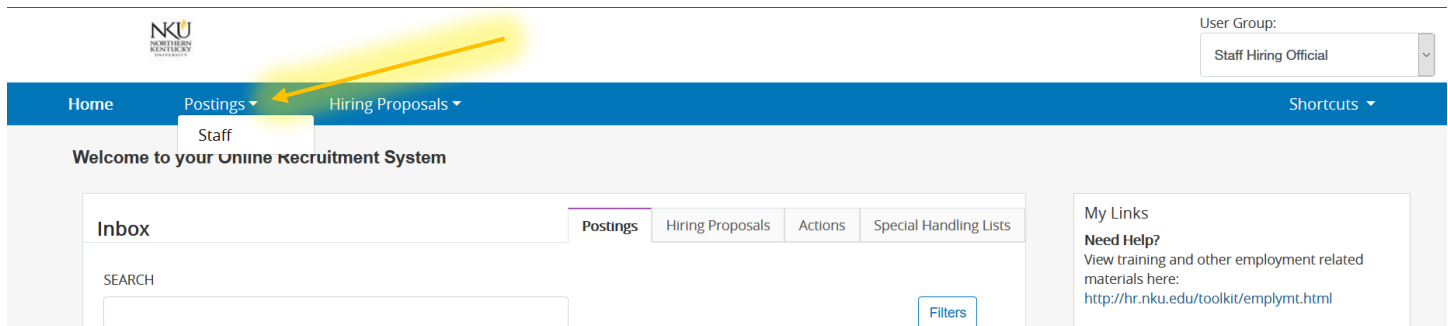 NKU
NORTHERN
KENTUCKY
UNIVERSITY
User Group:
Staff Hiring Official
Home Postings Hiring Proposals Shortcuts
Staff
Welcome to your Online Recruitment System
Inbox
Postings Hiring Proposals Actions Special Handling Lists
SEARCH
Filters
My Links
Need Help?
View training and other employment related
materials here:
http://hr.nku.edu/toolkit/emplymt.html